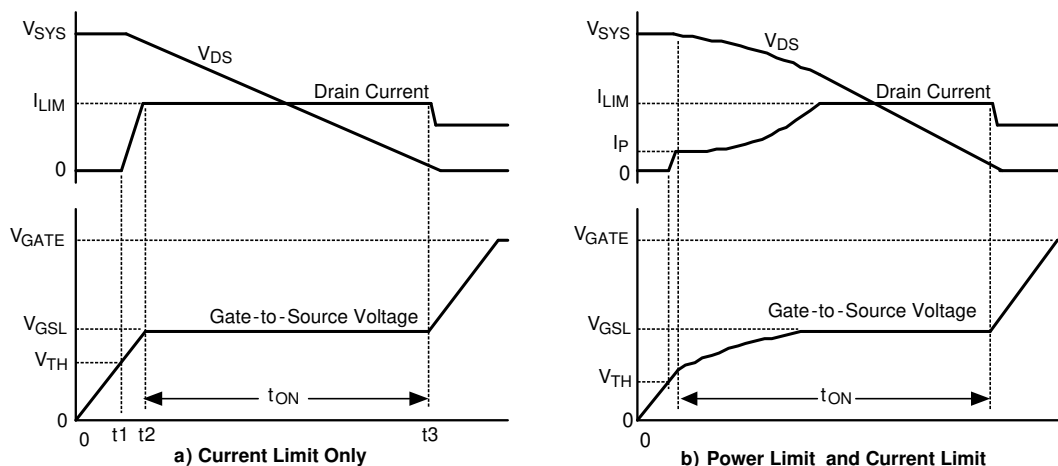 VSYS
VDS
ILIM
Drain Current
0
VGATE
VGSL
Gate-to-Source Voltage
VTH
tON
0
0
t1
t2
t3
a) Current Limit Only
VSYS
VDS
ILIM
Drain Current
IP
0
VGATE
VGSL
Gate-to-Source Voltage
VTH
tON
0
0
b) Power Limit and Current Limit